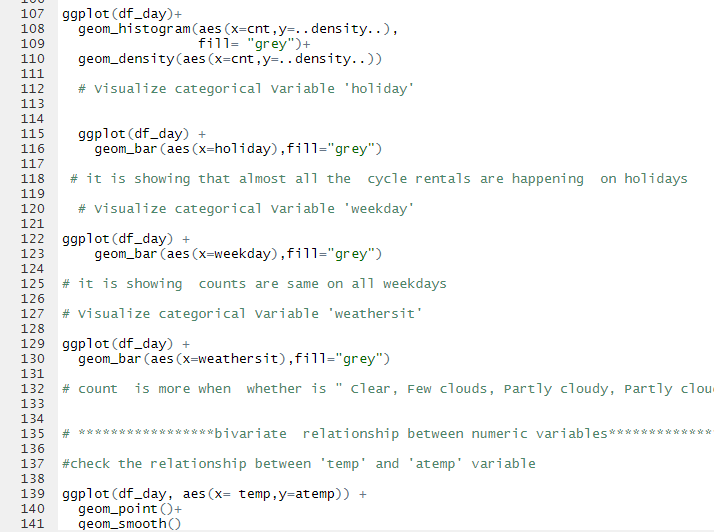 106
107 ggplot(df_day)+
108 geom_histogram(aes(x=cnt,y=..density..),
109 fill= "grey")+
110 geom_density(aes(x=cnt,y=..density..))
111
112 # Visualize categorical Variable 'holiday'
113
114
115 ggplot(df_day) +
116 geom_bar(aes(x=holiday),fill="grey")
117
118 # it is showing that almost all the  cycle rentals are happening  on holidays
119
120 # Visualize categorical Variable 'weekday'
121
122 ggplot(df_day) +
123 geom_bar(aes(x=weekday),fill="grey")
124
125 # it is showing  counts are same on all weekdays
126
127 # Visualize categorical Variable 'weathersit'
128
129 ggplot(df_day) +
130 geom_bar(aes(x=weathersit),fill="grey")
131
132 # count  is more when  whether is " Clear, Few clouds, Partly cloudy, Partly clou
133
134
135 # *****************bivariate  relationship between numeric variables*************
136
137 #check the relationship between 'temp' and 'atemp' variable
138
139 ggplot(df_day, aes(x= temp,y=atemp)) +
140 geom_point()+
141 geom_smooth()